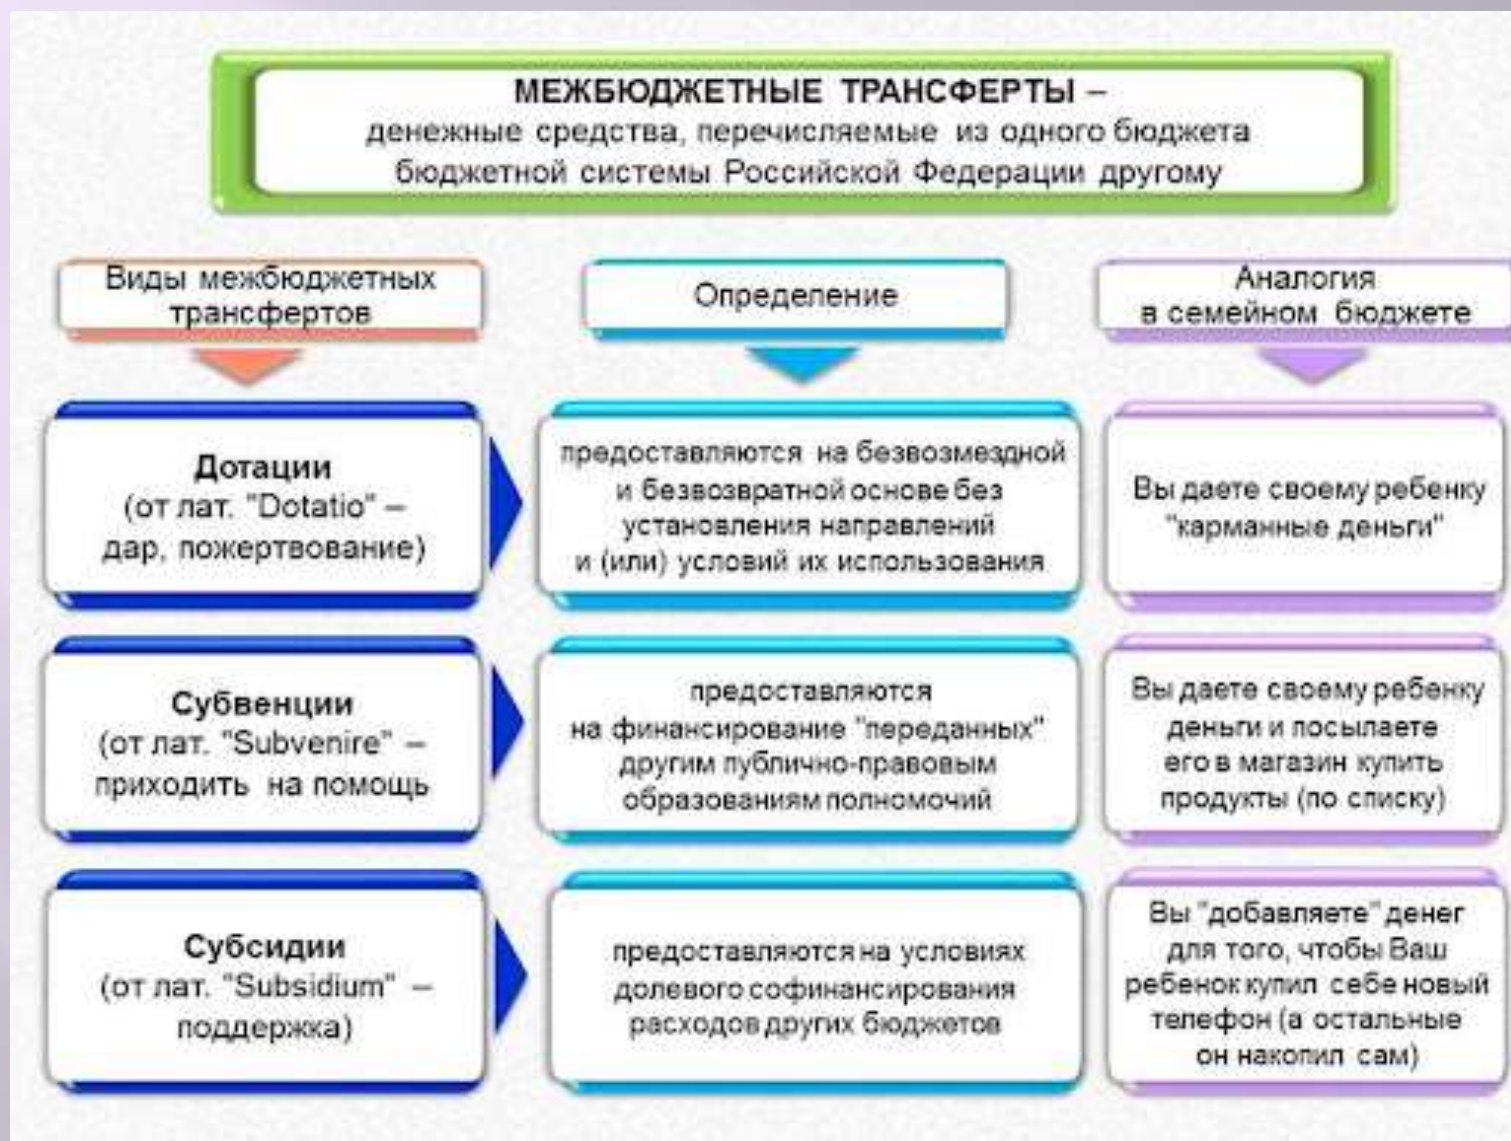 МЕЖБЮДЖЕТНЫЕ ТРАНСФЕРТЫ –
денежные средства, перечисляемые из одного бюджета
бюджетной системы Российской Федерации другому
Виды межбюджетных
трансфертов
Определение
Аналогия
в семейном бюджете
Дотации
(от лат. "Dotatio" –
дар, пожертвование)
предоставляются на безвозмездной
и безвозвратной основе без
установления направлений
и (или) условий их использования
Вы даете своему ребенку
"карманные деньги"
Субвенции
(от лат. "Subvenire" –
приходить на помощь
предоставляются
на финансирование "переданных"
другим публично-правовым
образованиям полномочий
Вы даете своему ребенку
деньги и посылаете
его в магазин купить
продукты (по списку)
Субсидии
(от лат. "Subsidium" –
поддержка)
предоставляются на условиях
долевого софинансирования
расходов других бюджетов
Вы "добавляете" денег
для того, чтобы Ваш
ребенок купил себе новый
телефон (а остальные
он накопил сам)